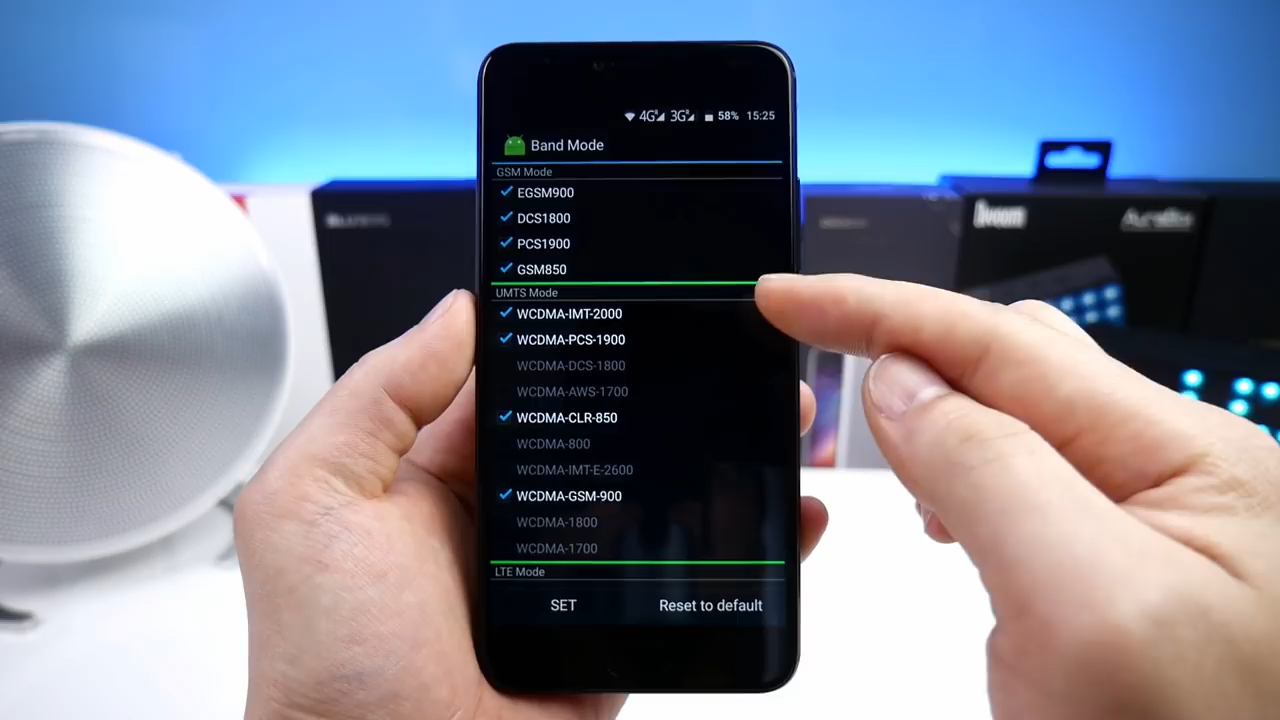 4G 3G 58% 15:25
Band Mode
GSM Mode
EGSM900
DCS1800
PCS1900
GSM850
UMTS Mode
WCDMA-IMT-2000
WCDMA-PCS-1900
WCDMA-DCS-1800
WCDMA-AWS-1700
WCDMA-CLR-850
WCDMA-800
WCDMA-IMT-E-2600
WCDMA-GSM-900
WCDMA-1800
WCDMA-1700
LTE Mode
SET Reset to default
Divoom AuraBox